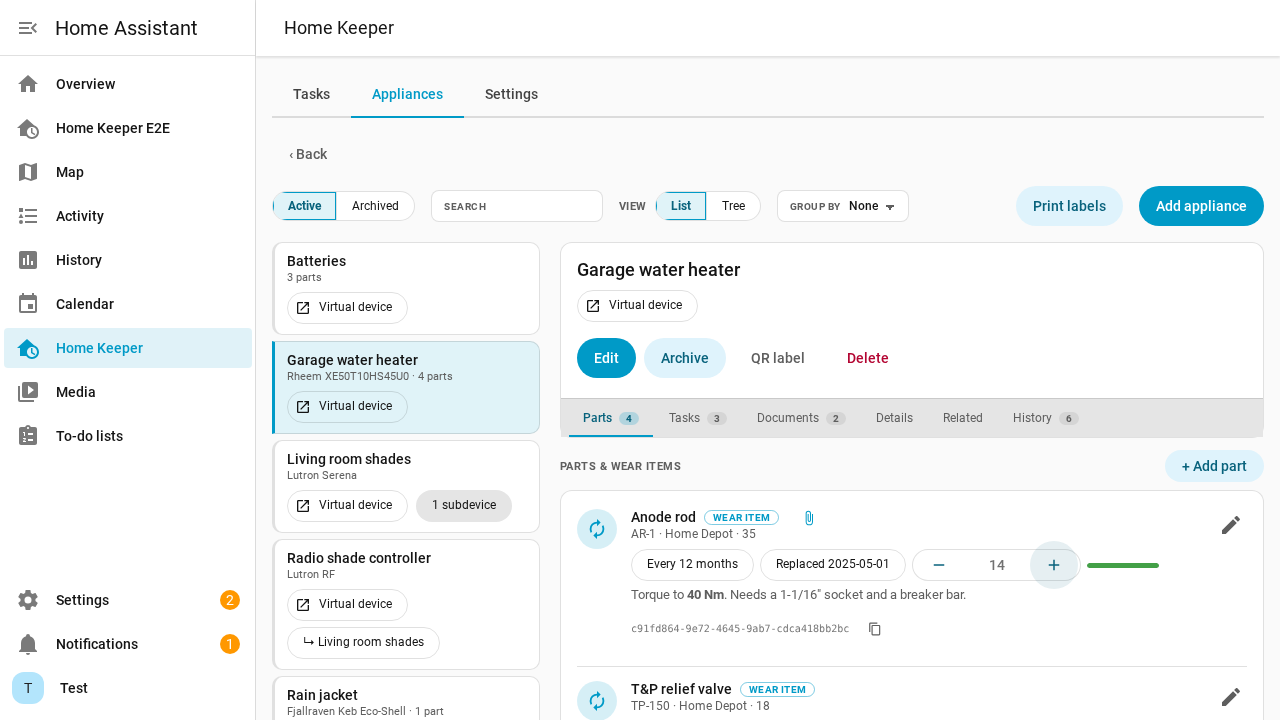 Home Assistant
Overview
Home Keeper E2E
Map
Activity
History
Calendar
Home Keeper
Media
To-do lists
Settings 2
Notifications 1
T Test
Home Keeper
Tasks Appliances Settings
‹ Back
Active Archived SEARCH VIEW List Tree GROUP BY None Print labels Add appliance
Batteries
3 parts
Virtual device
Garage water heater
Rheem XE50T10HS45U0 · 4 parts
Virtual device
Living room shades
Lutron Serena
Virtual device 1 subdevice
Radio shade controller
Lutron RF
Virtual device
↳ Living room shades
Rain jacket
Fjallraven Keb Eco-Shell · 1 part
Garage water heater
Virtual device
Edit Archive QR label Delete
Parts 4 Tasks 3 Documents 2 Details Related History 6
PARTS & WEAR ITEMS + Add part
Anode rod WEAR ITEM
AR-1 · Home Depot · 35
Every 12 months Replaced 2025-05-01 − 14 +
Torque to 40 Nm. Needs a 1-1/16" socket and a breaker bar.
c91fd864-9e72-4645-9ab7-cdca418bb2bc
T&P relief valve WEAR ITEM
TP-150 · Home Depot · 18